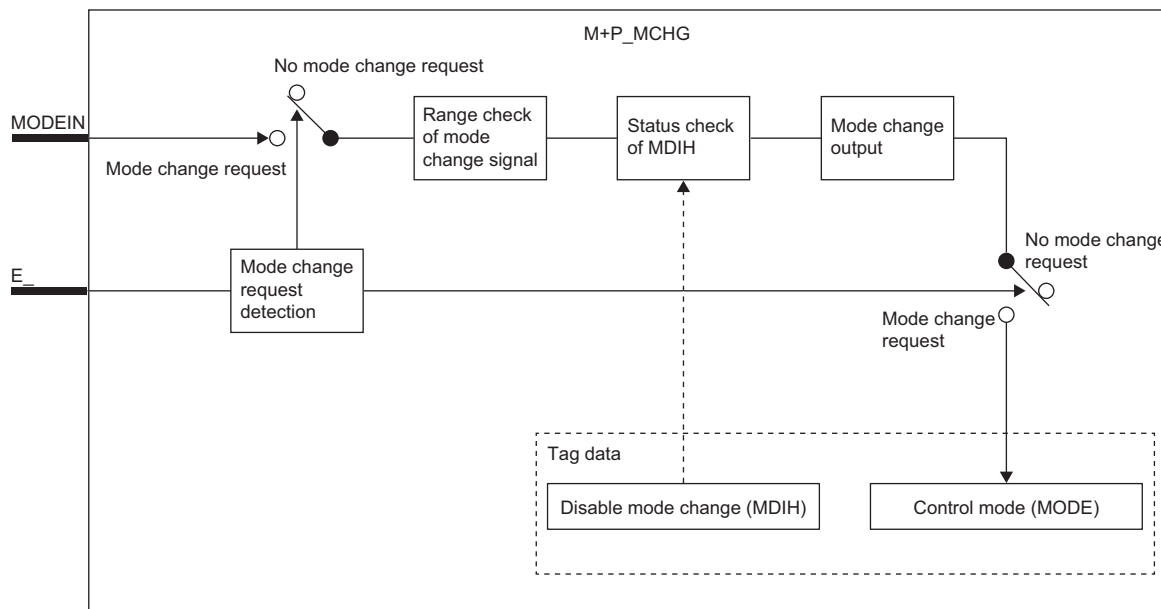 M+P_MCHG
No mode change request
MODEIN
Range check
of mode
change signal
Status check
of MDIH
Mode change
output
Mode change request
No mode change
request
E_
Mode change
request
detection
Mode change
request
Tag data
Disable mode change (MDIH)
Control mode (MODE)